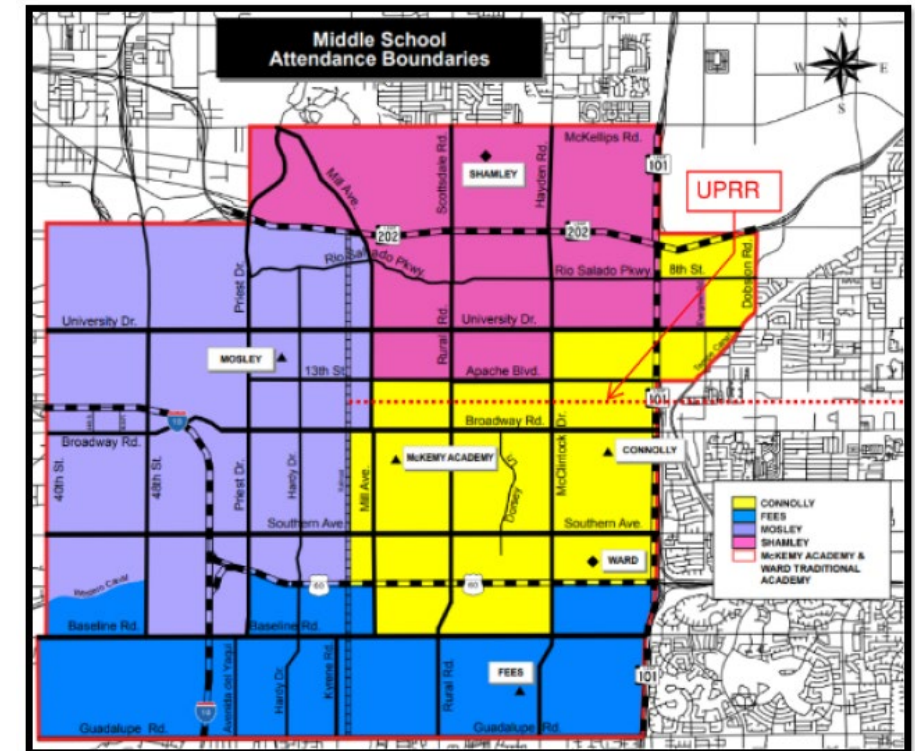 Middle School
Attendance Boundaries
N
W
E
S
McKellips Rd.
101
SHAMLEY
UPRR
Mill Ave.
Scottsdale Rd.
Hayden Rd.
202
202
Rio Salado Pkwy.
Rio Salado Pkwy.
8th St.
Dobson Rd.
Priest Dr.
University Dr.
Rural Rd.
University Dr.
MOSLEY
13th St.
Apache Blvd.
101
Broadway Rd.
10
Broadway Rd.
McKEMY ACADEMY
CONNOLLY
40th St.
48th St.
Priest Dr.
Hardy Dr.
Mill Ave.
Dorsey
McClintock Dr.
Southern Ave.
Southern Ave.
WARD
CONNOLLY
FEES
MOSLEY
SHAMLEY
McKEMY ACADEMY &
WARD TRADITIONAL
ACADEMY
60
60
Baseline Rd.
Baseline Rd.
Avenida del Yaqui
Hardy Dr.
Kyrene Rd.
Rural Rd.
FEES
101
10
Guadalupe Rd.
Guadalupe Rd.